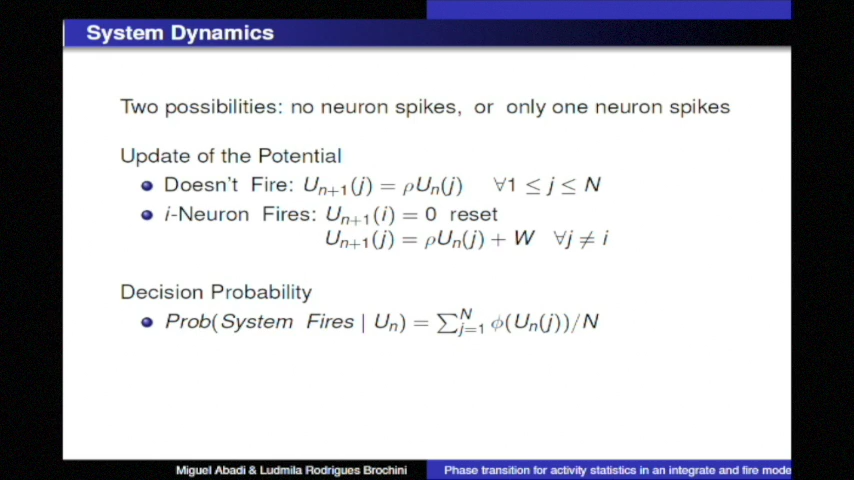 System Dynamics
Two possibilities: no neuron spikes, or only one neuron spikes
Update of the Potential
Doesn't Fire: Uₙ₊₁(j) = ρUₙ(j) ∀1 ≤ j ≤ N
i-Neuron Fires: Uₙ₊₁(i) = 0 reset
Uₙ₊₁(j) = ρUₙ(j) + W ∀j ≠ i
Decision Probability
Prob(System Fires | Uₙ) = ∑ᴺⱼ₌₁ ϕ(Uₙ(j))/N
Miguel Abadi & Ludmila Rodrigues Brochini Phase transition for activity statistics in an integrate and fire mode